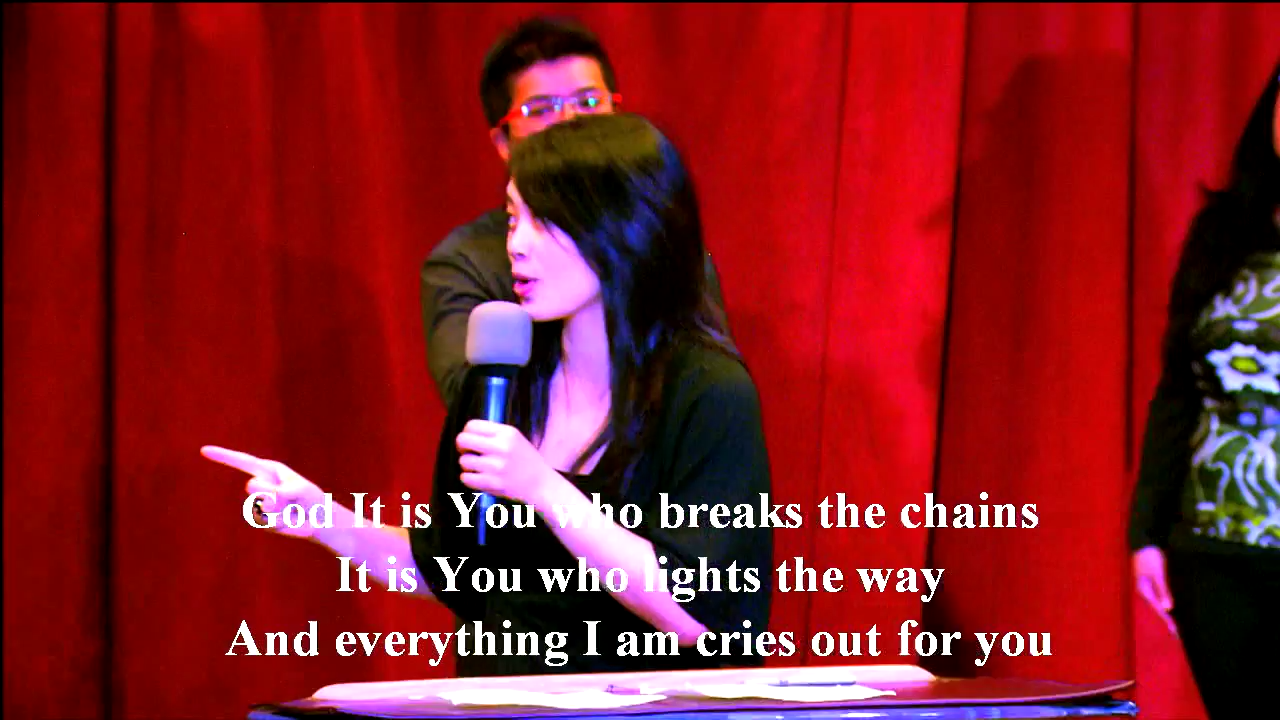 God It is You who breaks the chains
It is You who lights the way
And everything I am cries out for you